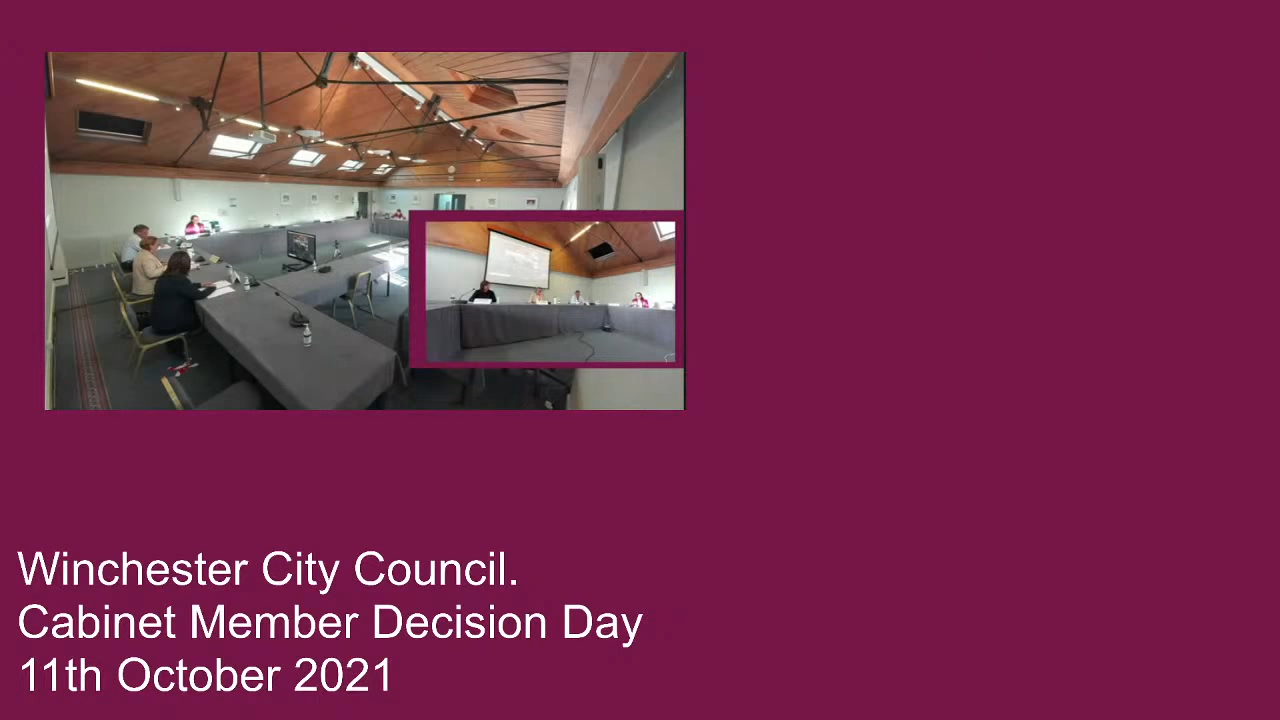 Winchester City Council.
Cabinet Member Decision Day
11th October 2021